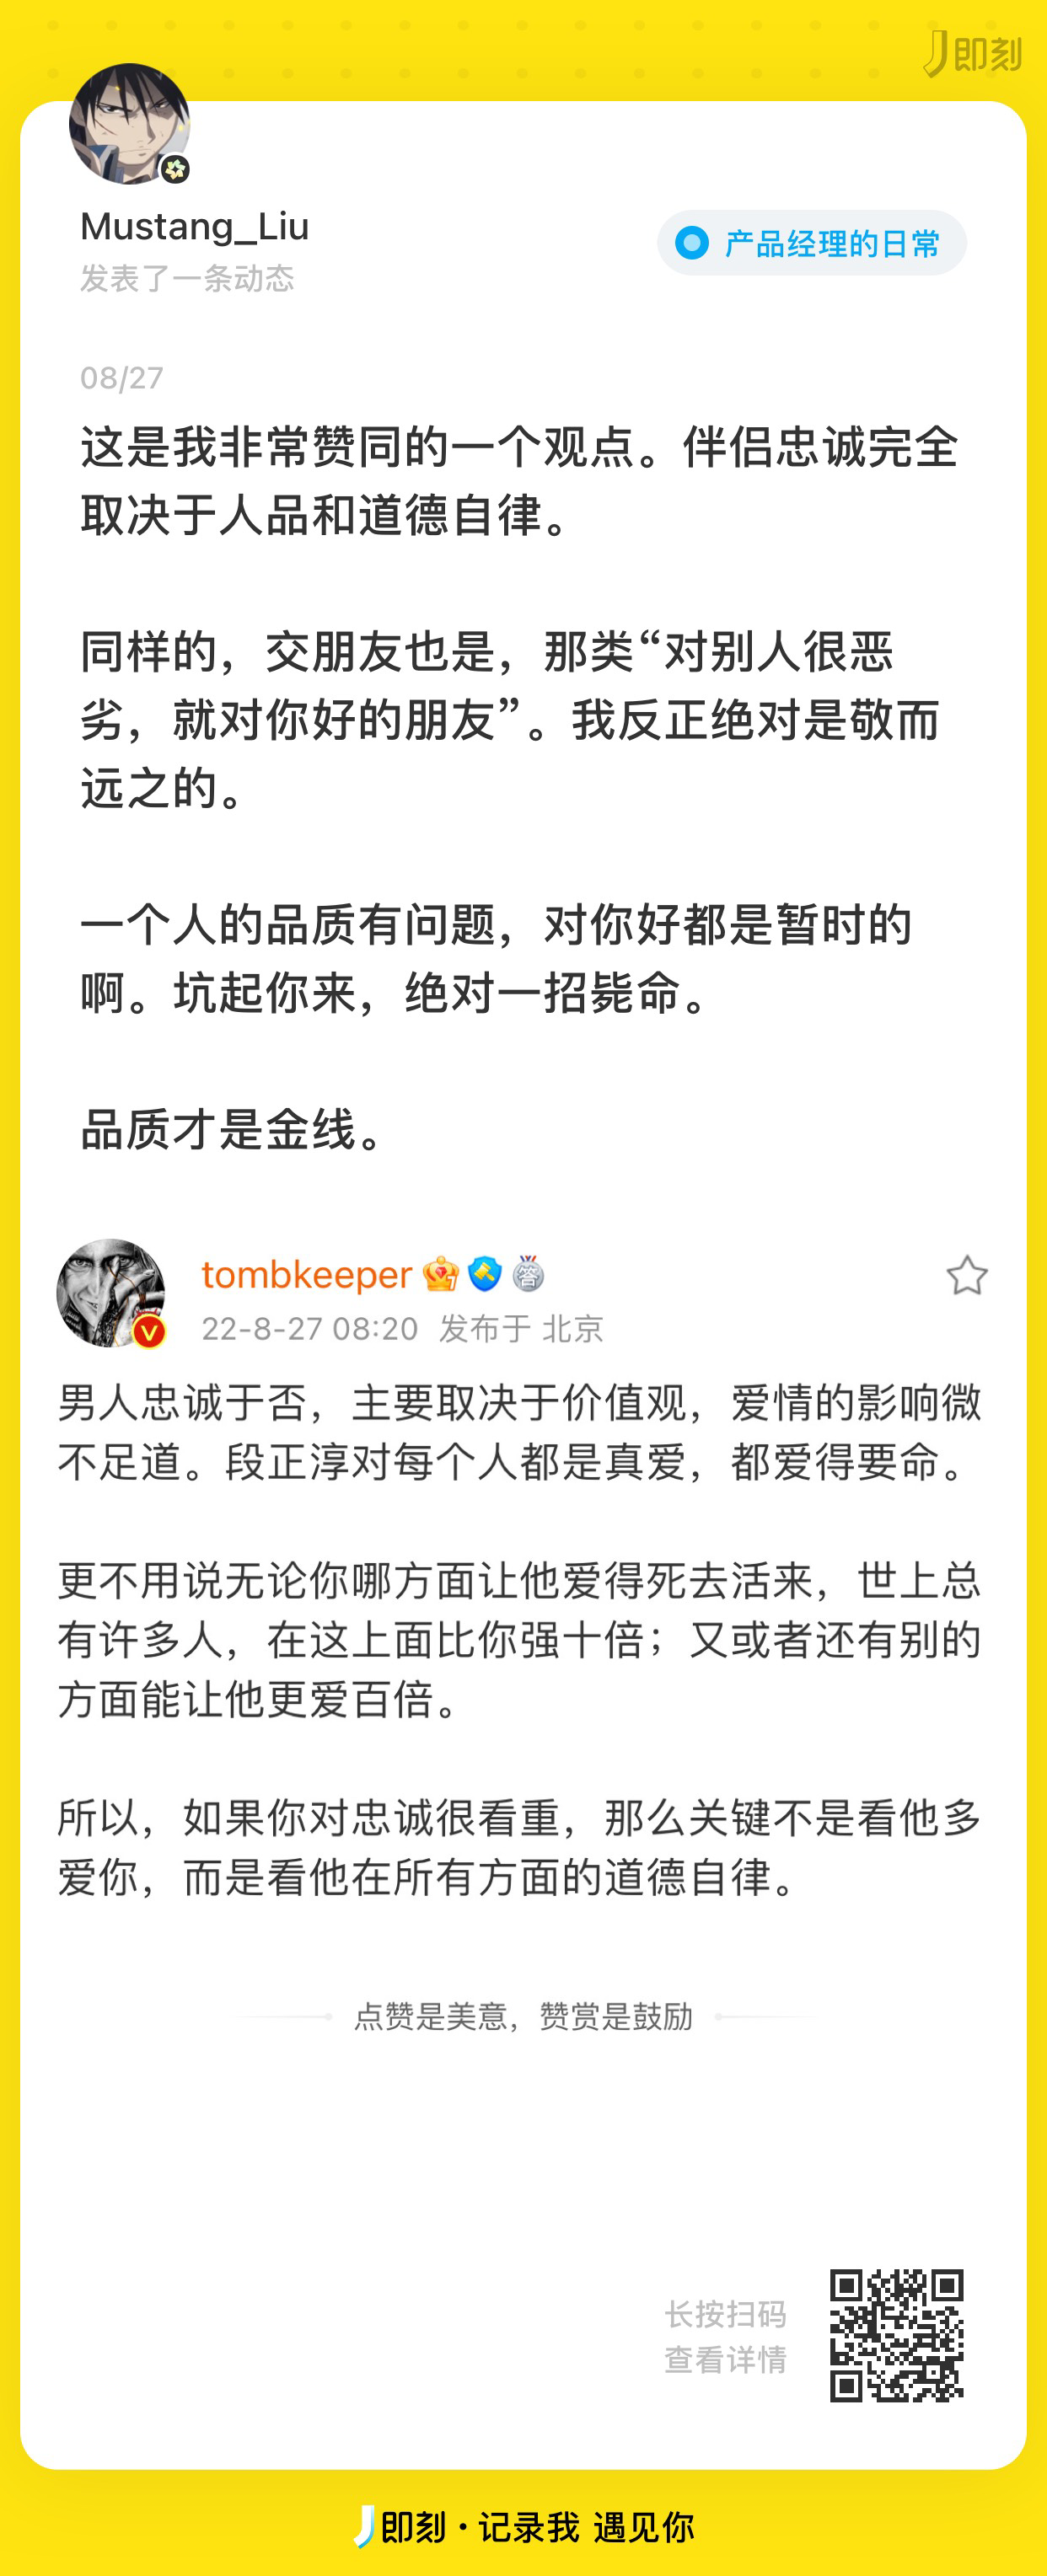 即刻
Mustang_Liu
发表了一条动态
产品经理的日常
08/27
这是我非常赞同的一个观点。伴侣忠诚完全
取决于人品和道德自律。
同样的，交朋友也是，那类“对别人很恶
劣，就对你好的朋友”。我反正绝对是敬而
远之的。
一个人的品质有问题，对你好都是暂时的
啊。坑起你来，绝对一招毙命。
品质才是金线。
tombkeeper 答
22-8-27 08:20 发布于 北京
男人忠诚于否，主要取决于价值观，爱情的影响微
不足道。段正淳对每个人都是真爱，都爱得要命。
更不用说无论你哪方面让他爱得死去活来，世上总
有许多人，在这上面比你强十倍；又或者还有别的
方面能让他更爱百倍。
所以，如果你对忠诚很看重，那么关键不是看他多
爱你，而是看他在所有方面的道德自律。
点赞是美意，赞赏是鼓励
长按扫码
查看详情
即刻·记录我 遇见你